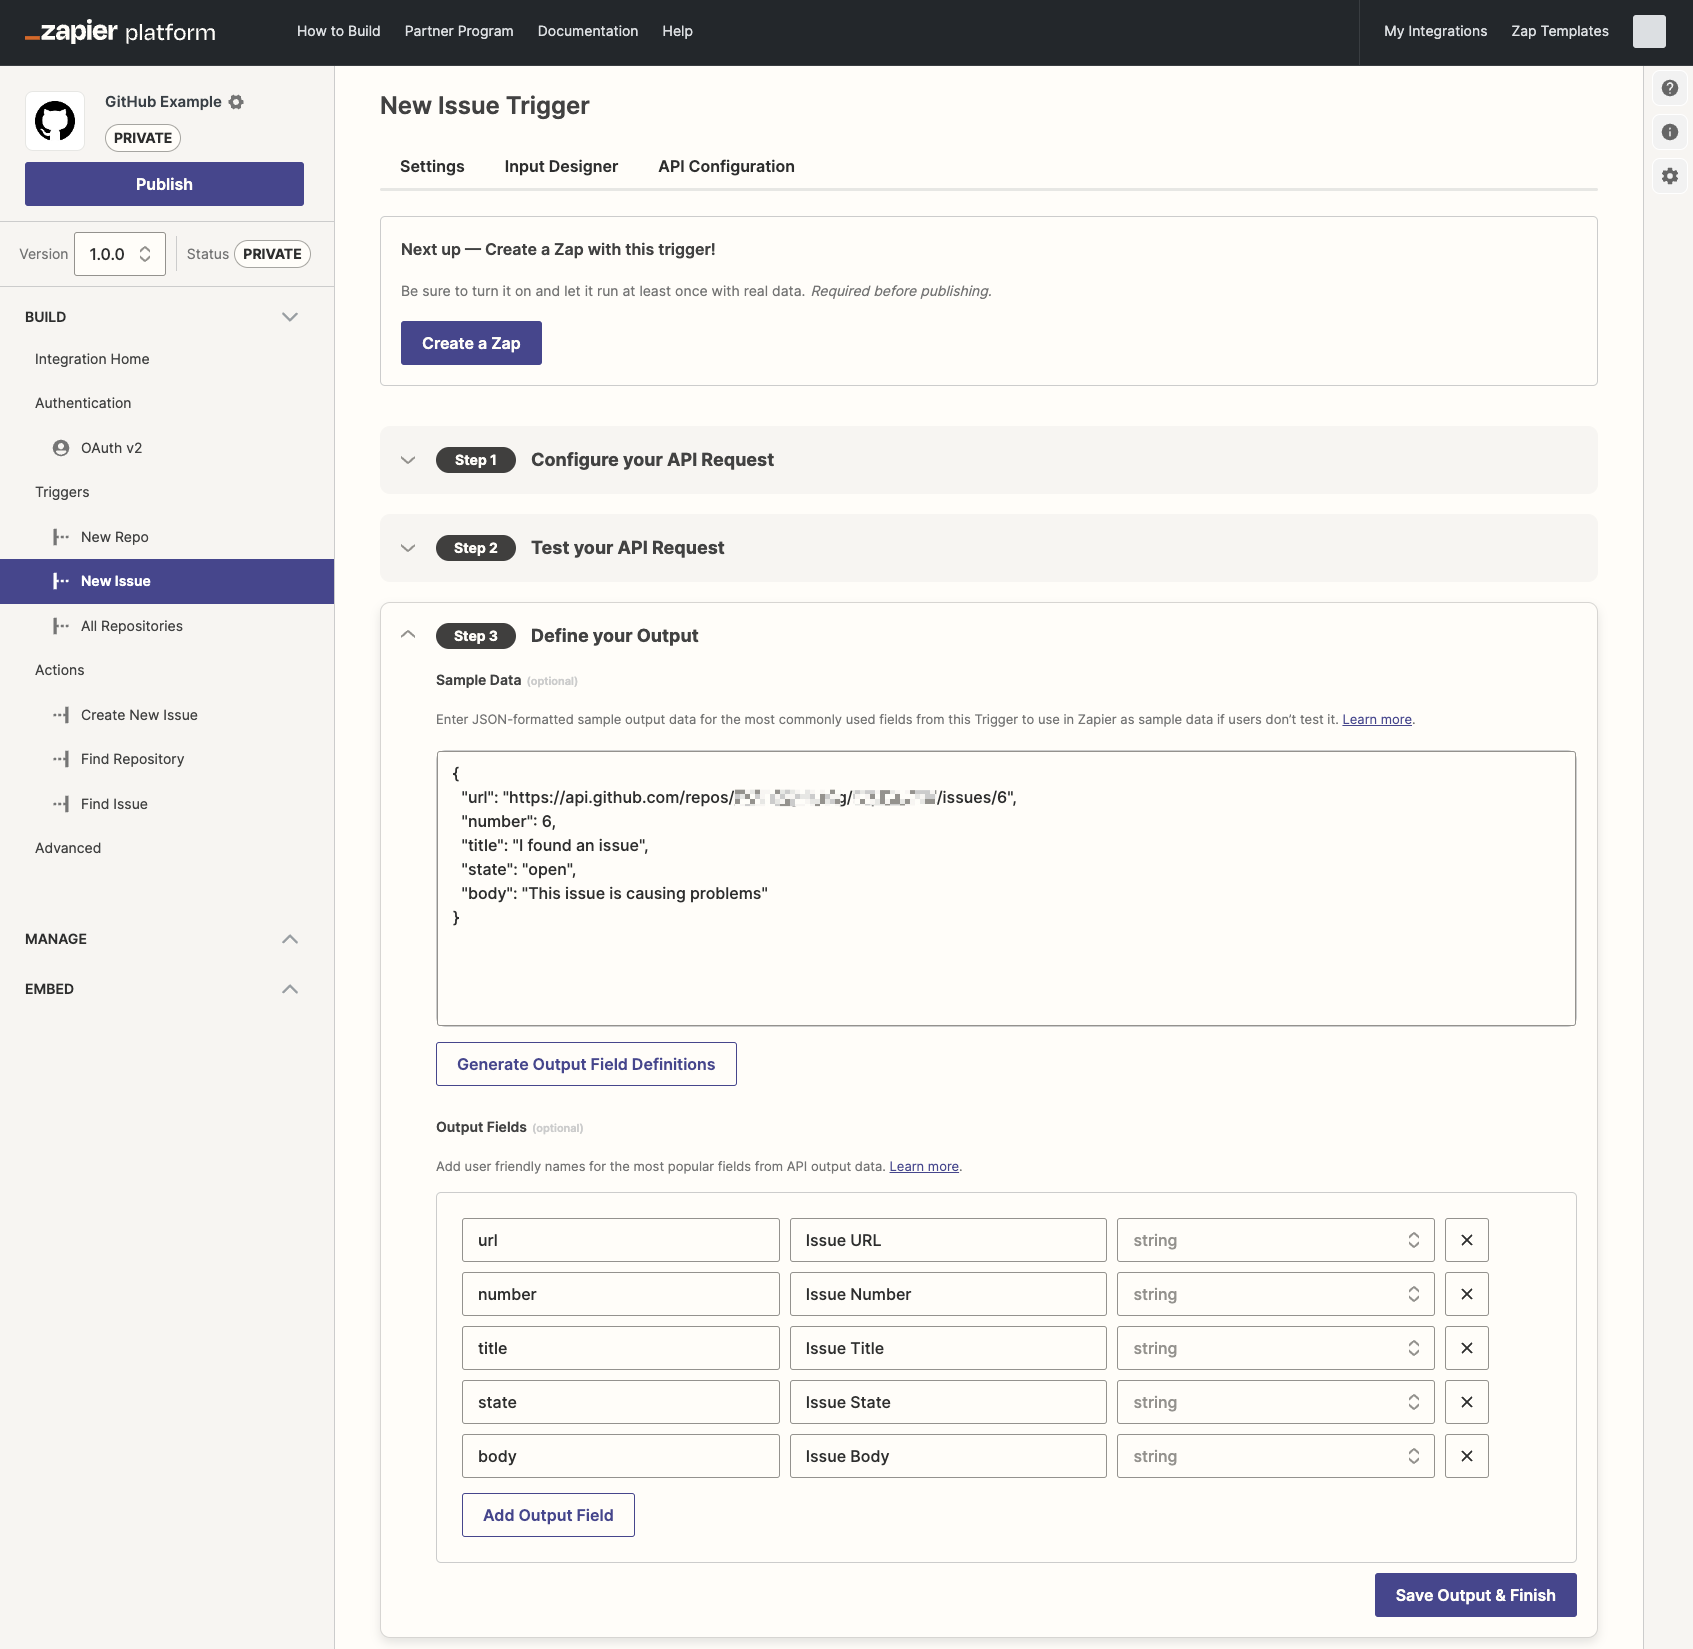 zapier platform
How to Build
Partner Program
Documentation
Help
My Integrations
Zap Templates
GitHub Example
PRIVATE
Publish
Version
1.0.0
Status
PRIVATE
BUILD
Integration Home
Authentication
OAuth v2
Triggers
New Repo
New Issue
All Repositories
Actions
Create New Issue
Find Repository
Find Issue
Advanced
MANAGE
EMBED
New Issue Trigger
Settings
Input Designer
API Configuration
Next up — Create a Zap with this trigger!
Be sure to turn it on and let it run at least once with real data. Required before publishing.
Create a Zap
Step 1
Configure your API Request
Step 2
Test your API Request
Step 3
Define your Output
Sample Data (optional)
Enter JSON-formatted sample output data for the most commonly used fields from this Trigger to use in Zapier as sample data if users don’t test it. Learn more.
{
"url": "https://api.github.com/repos/ /issues/6",
"number": 6,
"title": "I found an issue",
"state": "open",
"body": "This issue is causing problems"
}
Generate Output Field Definitions
Output Fields (optional)
Add user friendly names for the most popular fields from API output data. Learn more.
url
Issue URL
string
number
Issue Number
string
title
Issue Title
string
state
Issue State
string
body
Issue Body
string
Add Output Field
Save Output & Finish